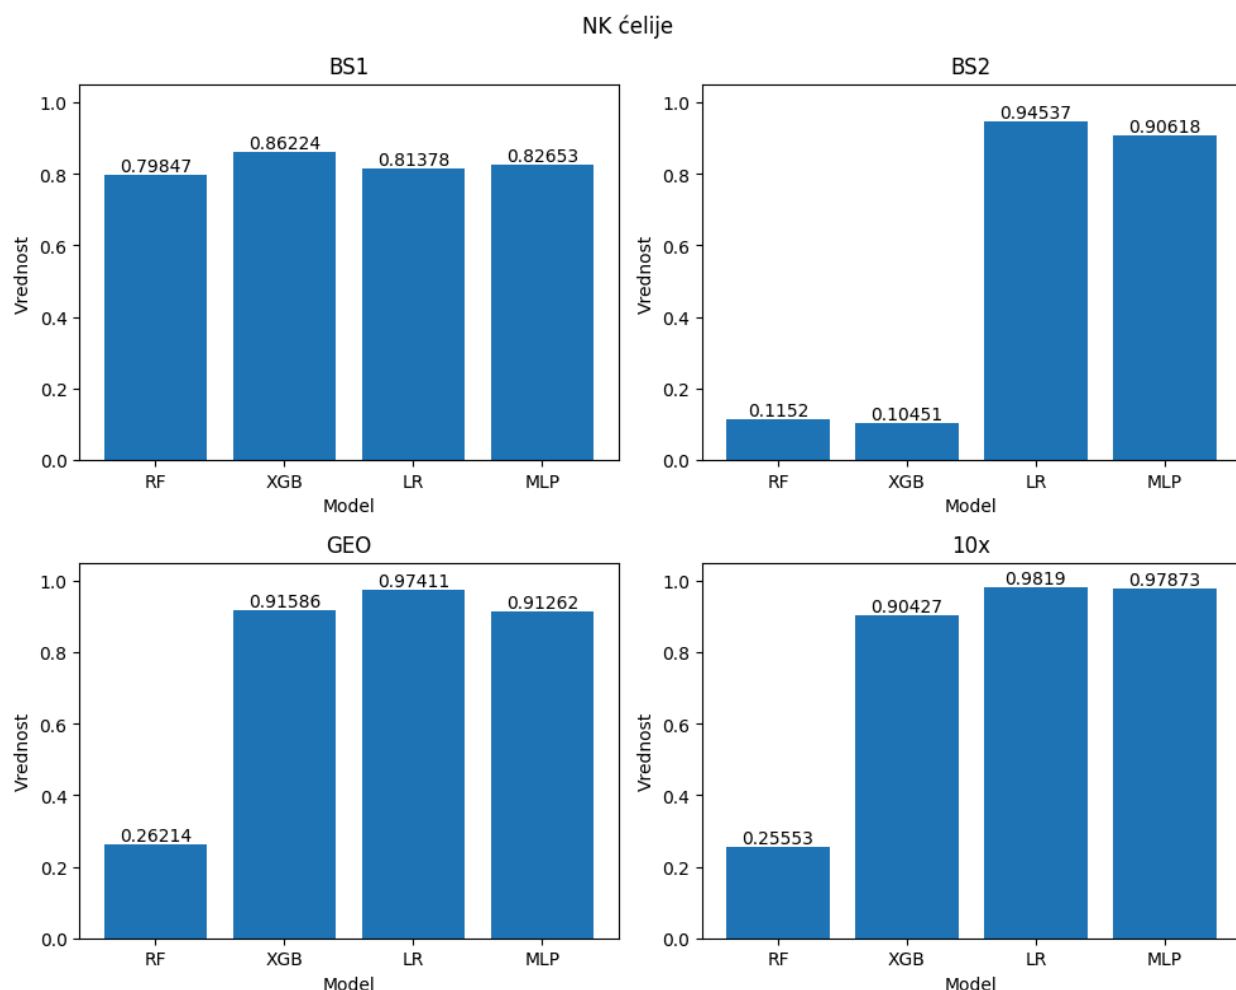 NK ćelije
BS1
1.0
0.8
0.6
0.4
0.2
0.0
Vrednost
0.79847
0.86224
0.81378
0.82653
RF XGB LR MLP
Model
BS2
1.0
0.8
0.6
0.4
0.2
0.0
Vrednost
0.1152
0.10451
0.94537
0.90618
RF XGB LR MLP
Model
GEO
1.0
0.8
0.6
0.4
0.2
0.0
Vrednost
0.26214
0.91586
0.97411
0.91262
RF XGB LR MLP
Model
10x
1.0
0.8
0.6
0.4
0.2
0.0
Vrednost
0.25553
0.90427
0.9819
0.97873
RF XGB LR MLP
Model